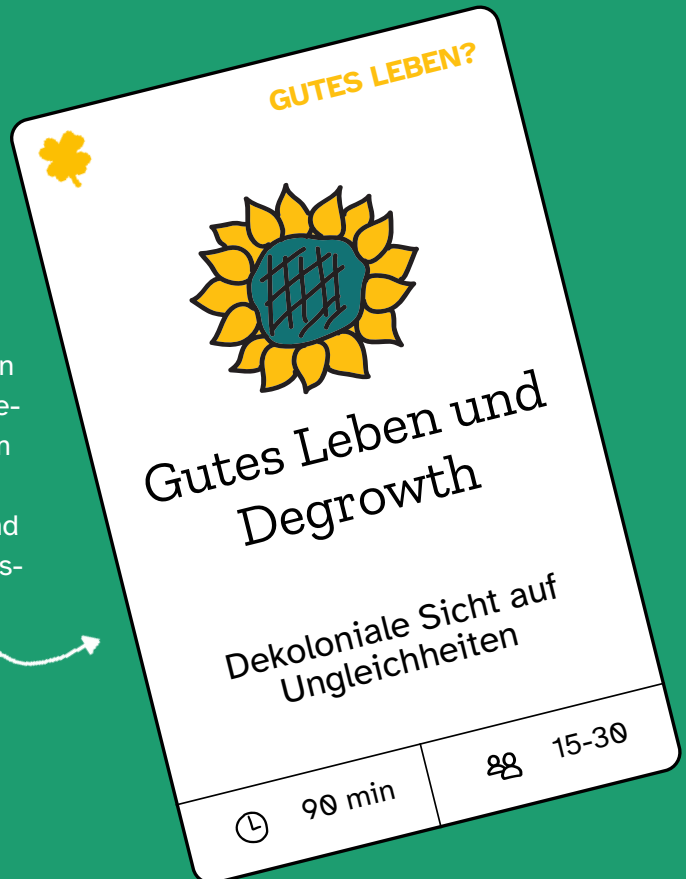 GUTES LEBEN?
Gutes Leben und
Degrowth
Dekoloniale Sicht auf
Ungleichheiten
90 min
15-30